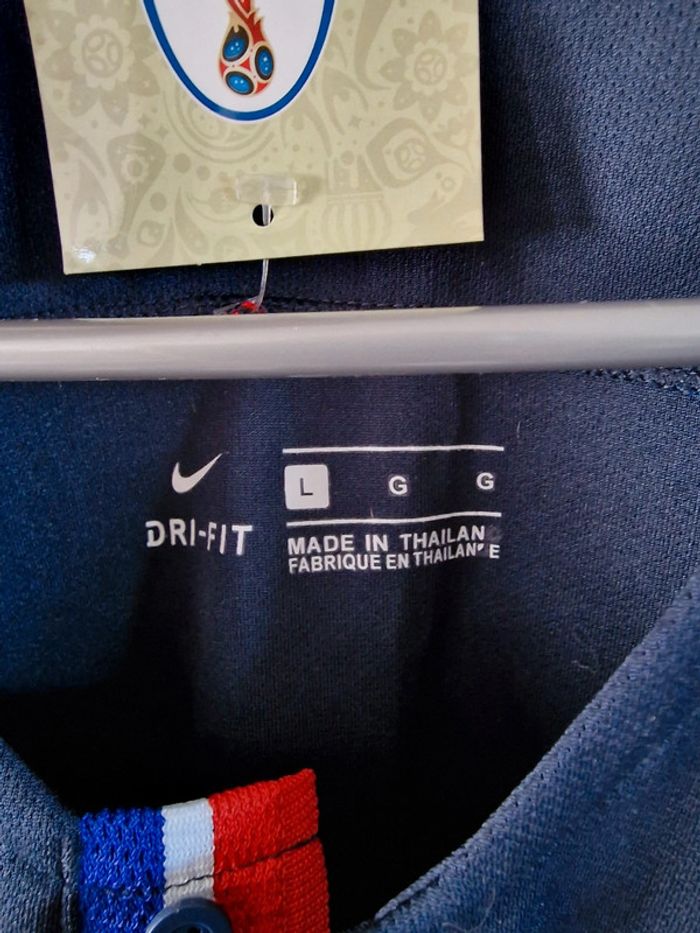 L G G
DRI-FIT
MADE IN THAILAN
FABRIQUE EN THAILAN E